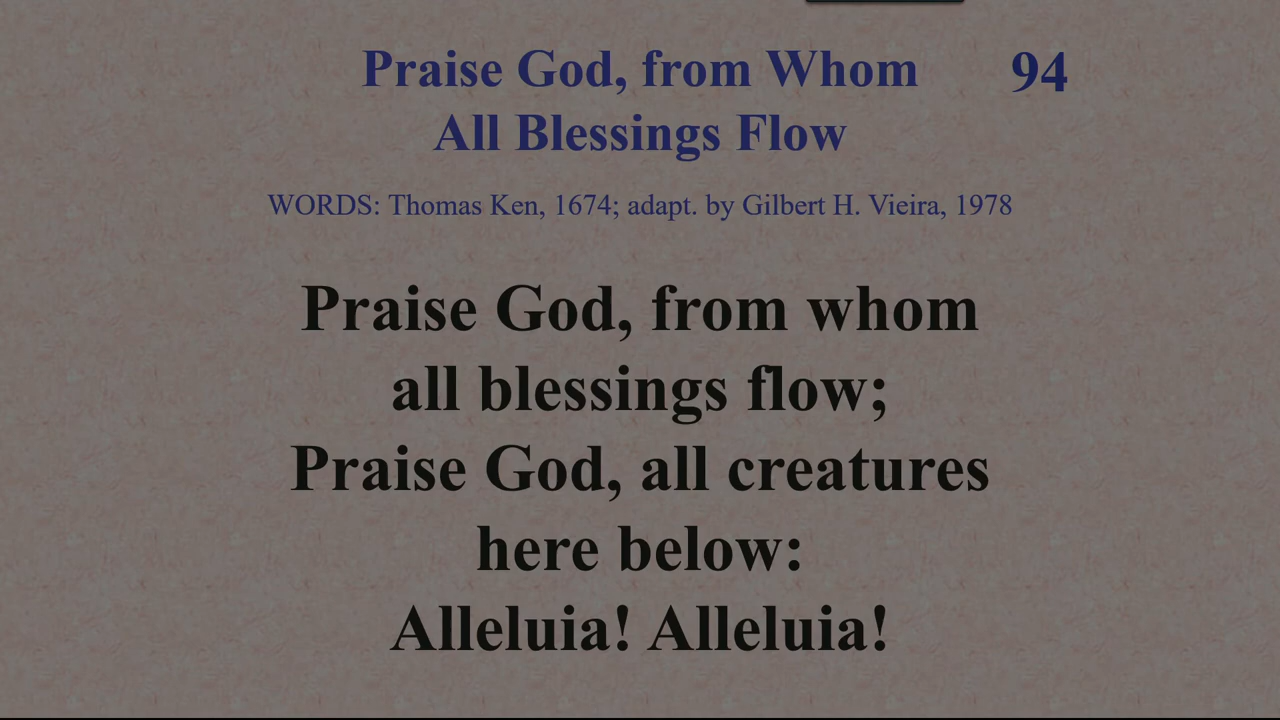 Praise God, from Whom 94
All Blessings Flow
WORDS: Thomas Ken, 1674; adapt. by Gilbert H. Vieira, 1978
Praise God, from whom
all blessings flow;
Praise God, all creatures
here below:
Alleluia! Alleluia!